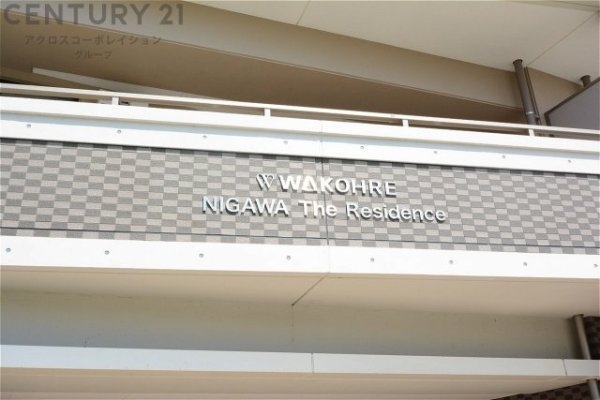 CENTURY 21
アクロスコーポレイション
グループ
WAKOHRE
NIGAWA The Residence